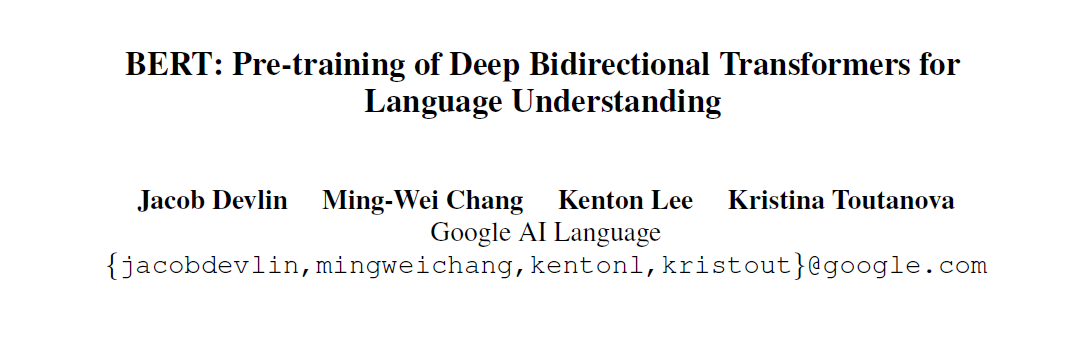 BERT: Pre-training of Deep Bidirectional Transformers for
Language Understanding
Jacob Devlin Ming-Wei Chang Kenton Lee Kristina Toutanova
Google AI Language
{jacobdevlin,mingweichang,kentonl,kristout}@google.com